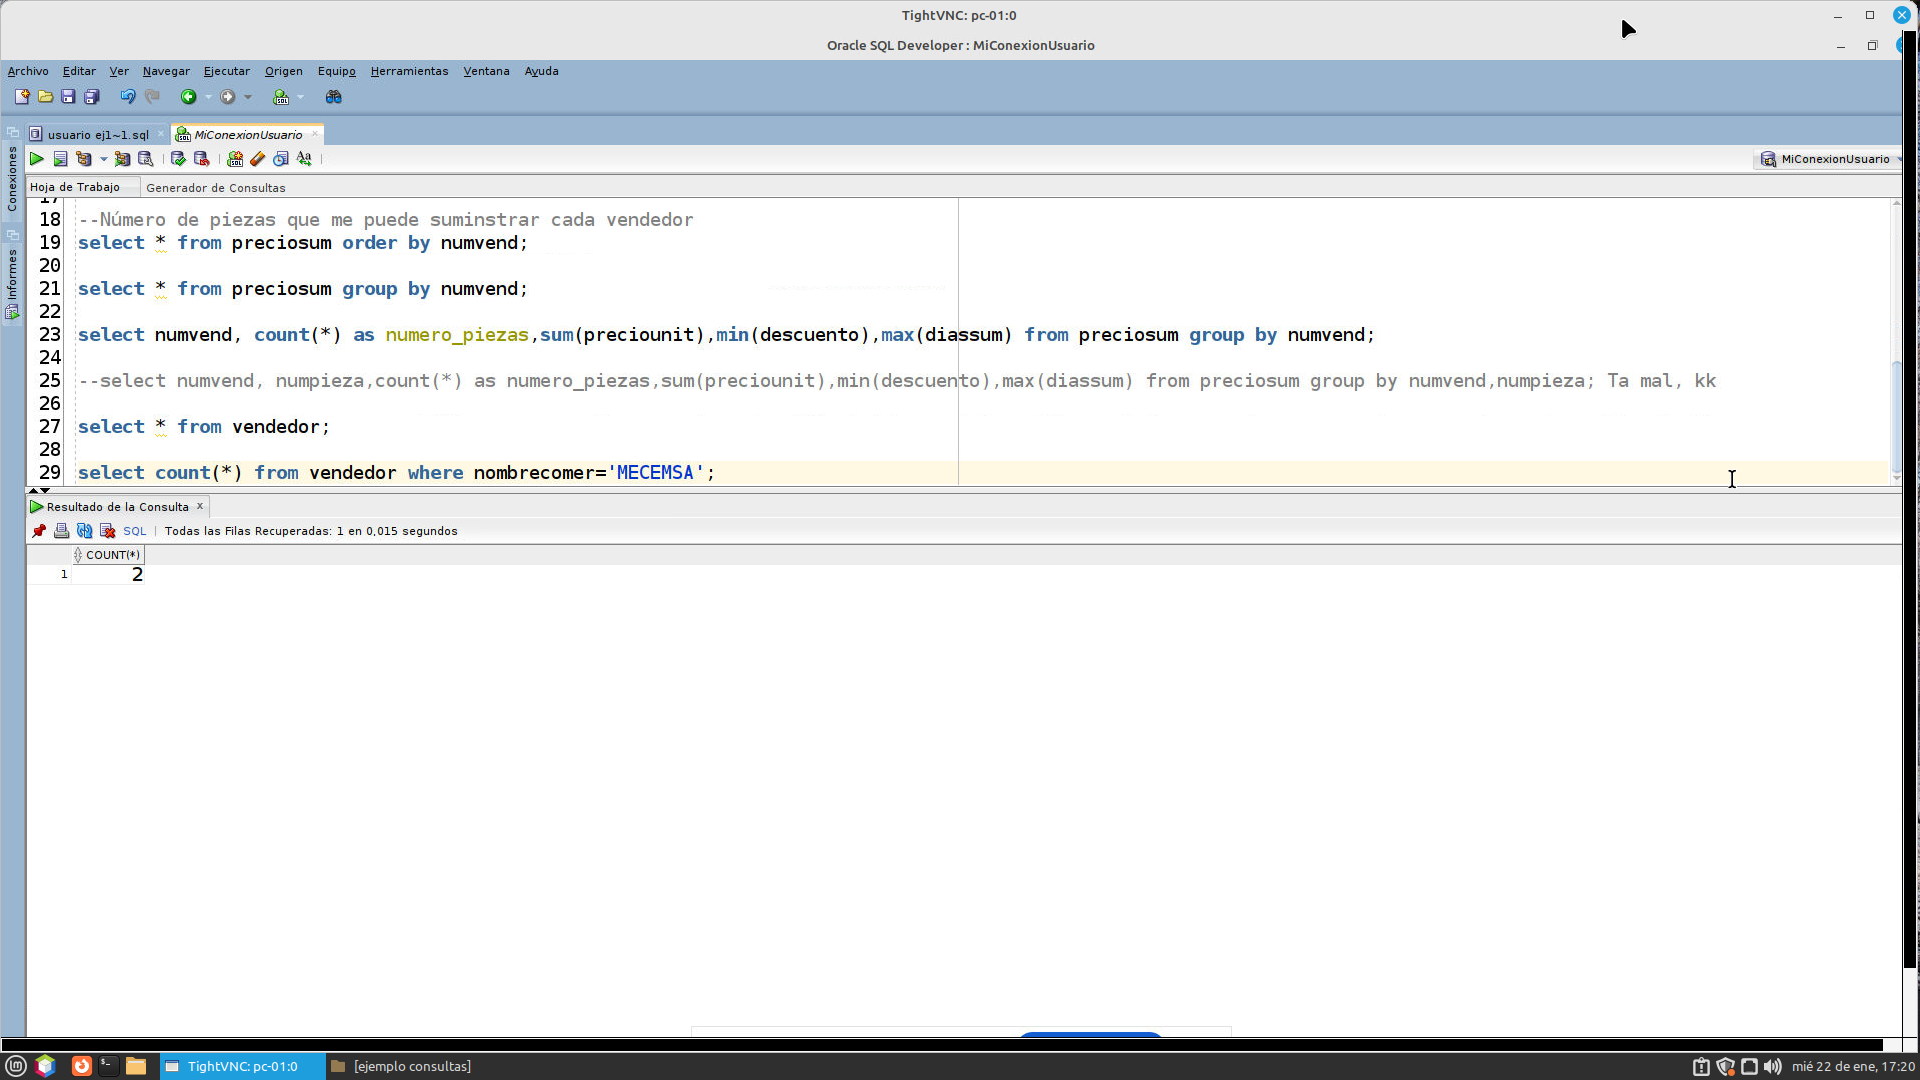 TightVNC: pc-01:0
Oracle SQL Developer : MiConexionUsuario
Archivo Editar Ver Navegar Ejecutar Origen Equipo Herramientas Ventana Ayuda
usuario ej1~1.sql MiConexionUsuario
MiConexionUsuario
Hoja de Trabajo Generador de Consultas
Conexiones
Informes
17
18 --Número de piezas que me puede suminstrar cada vendedor
19 select * from preciosum order by numvend;
20
21 select * from preciosum group by numvend;
22
23 select numvend, count(*) as numero_piezas,sum(preciounit),min(descuento),max(diassum) from preciosum group by numvend;
24
25 --select numvend, numpieza,count(*) as numero_piezas,sum(preciounit),min(descuento),max(diassum) from preciosum group by numvend,numpieza; Ta mal, kk
26
27 select * from vendedor;
28
29 select count(*) from vendedor where nombrecomer='MECEMSA';
Resultado de la Consulta
SQL | Todas las Filas Recuperadas: 1 en 0,015 segundos
COUNT(*)
1 2
TightVNC: pc-01:0 [ejemplo consultas] mié 22 de ene, 17:20